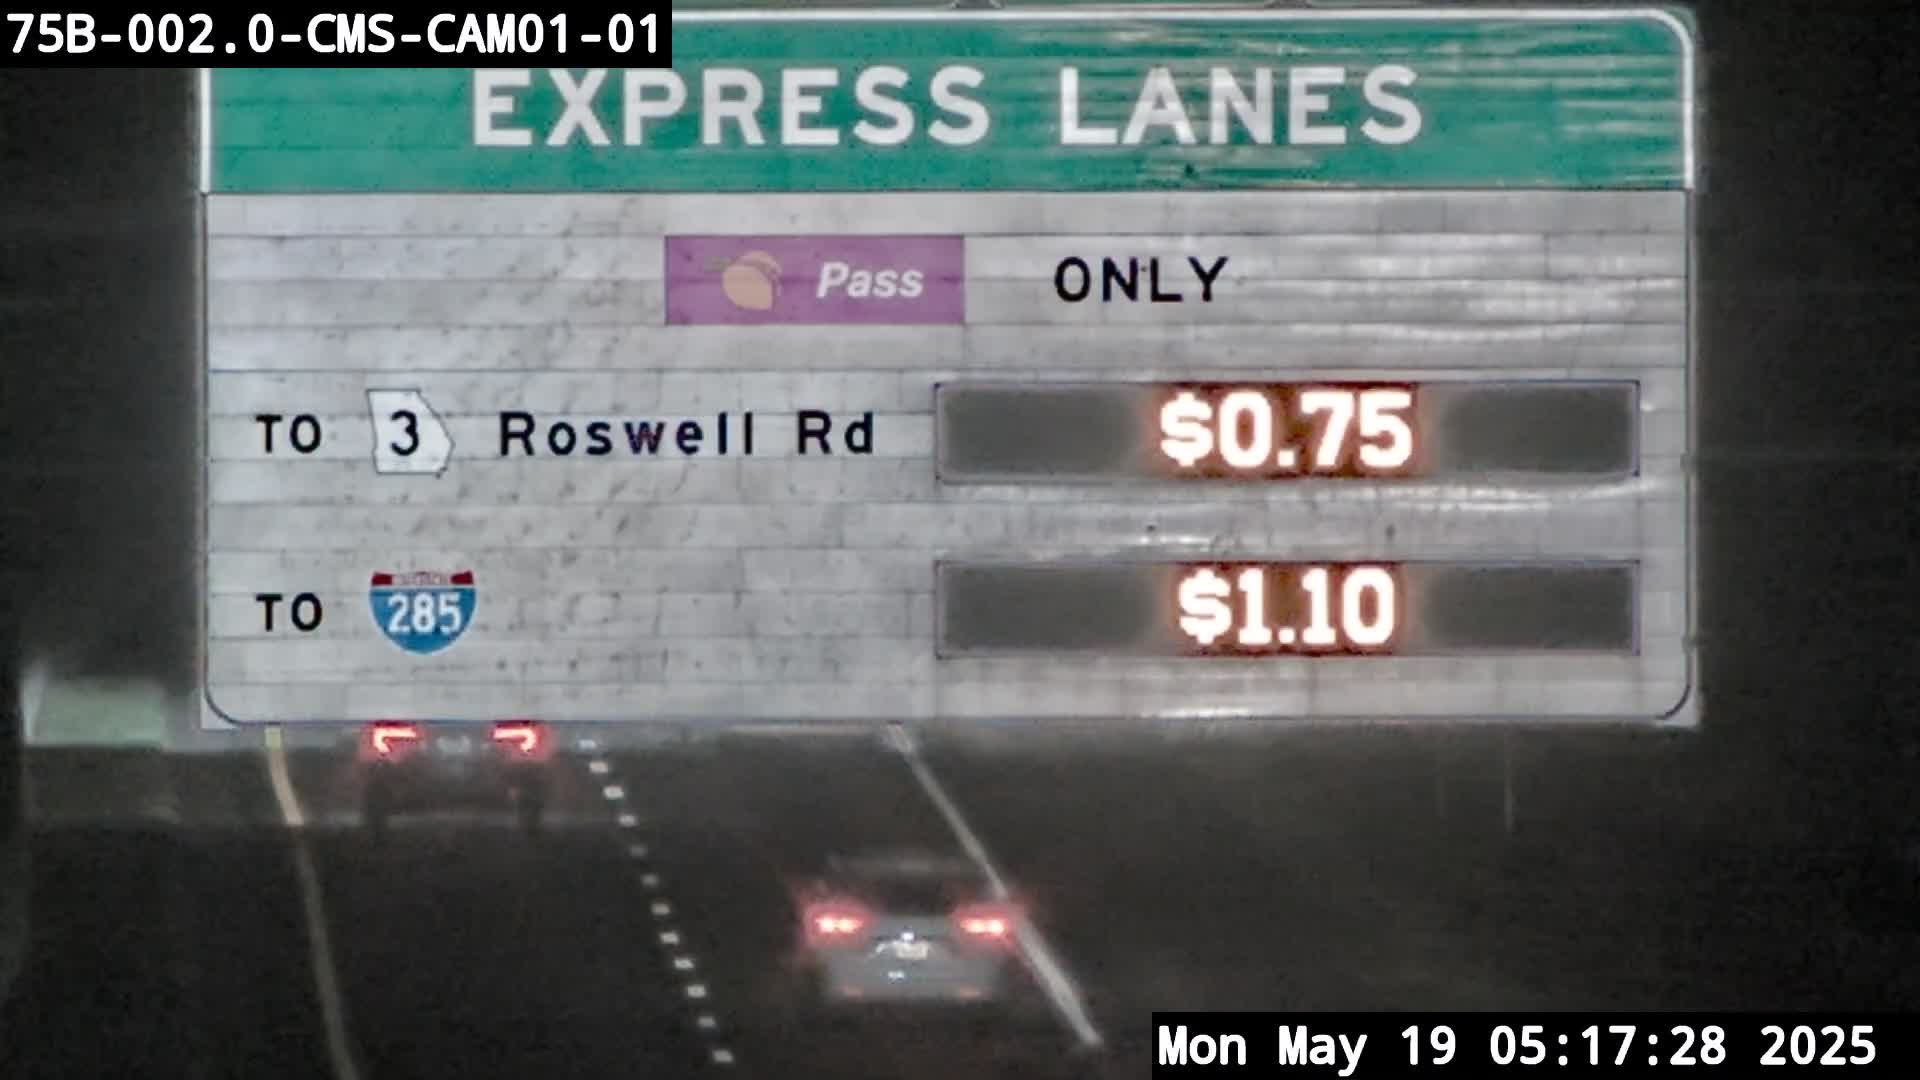 75B-002.0-CMS-CAM01-01
EXPRESS LANES
Pass ONLY
TO 3 Roswell Rd $0.75
TO 285 $1.10
Mon May 19 05:17:28 2025